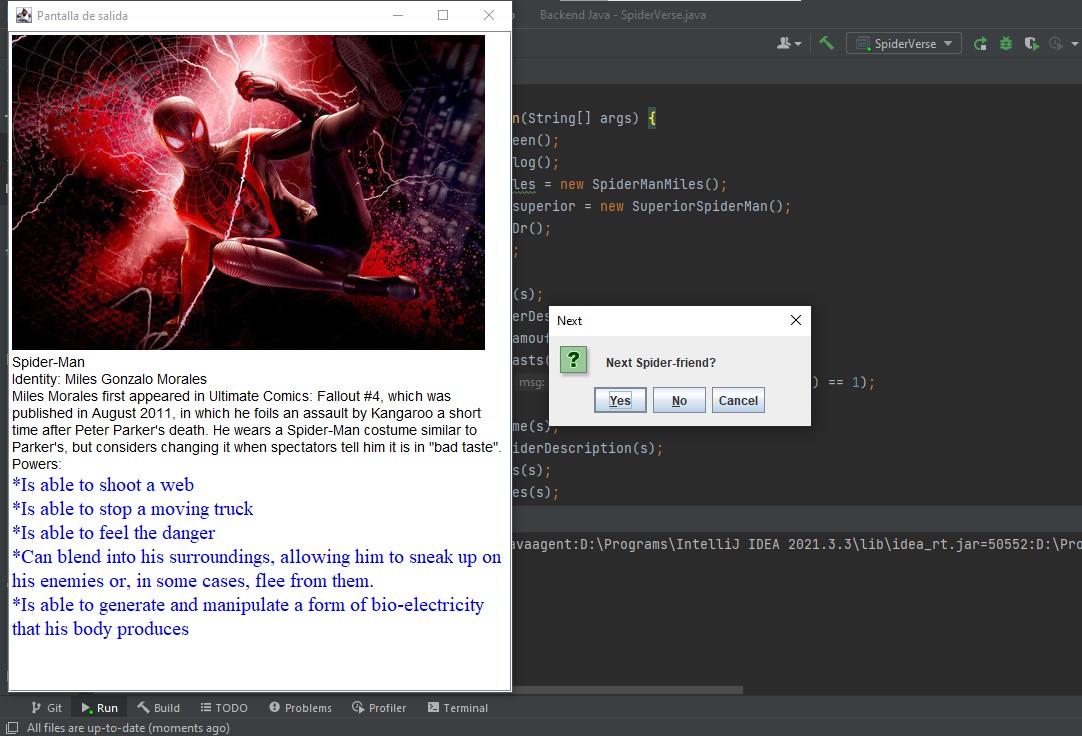 Pantalla de salida
Spider-Man
Identity: Miles Gonzalo Morales
Miles Morales first appeared in Ultimate Comics: Fallout #4, which was
published in August 2011, in which he foils an assault by Kangaroo a short
time after Peter Parker's death. He wears a Spider-Man costume similar to
Parker's, but considers changing it when spectators tell him it is in "bad taste".
Powers:
*Is able to shoot a web
*Is able to stop a moving truck
*Is able to feel the danger
*Can blend into his surroundings, allowing him to sneak up on
his enemies or, in some cases, flee from them.
*Is able to generate and manipulate a form of bio-electricity
that his body produces
Backend Java - SpiderVerse.java
SpiderVerse
n(String[] args) {
een();
log();
les = new SpiderManMiles();
superior = new SuperiorSpiderMan();
Dr();
;
(s);
erDes
amouf
asts(
msg:
) == 1);
me(s);
iderDescription(s);
s(s);
es(s);
Next
Next Spider-friend?
Yes
No
Cancel
avaagent:D:\Programs\IntelliJ IDEA 2021.3.3\lib\idea_rt.jar=50552:D:\Pro
Git
Run
Build
TODO
Problems
Profiler
Terminal
All files are up-to-date (moments ago)